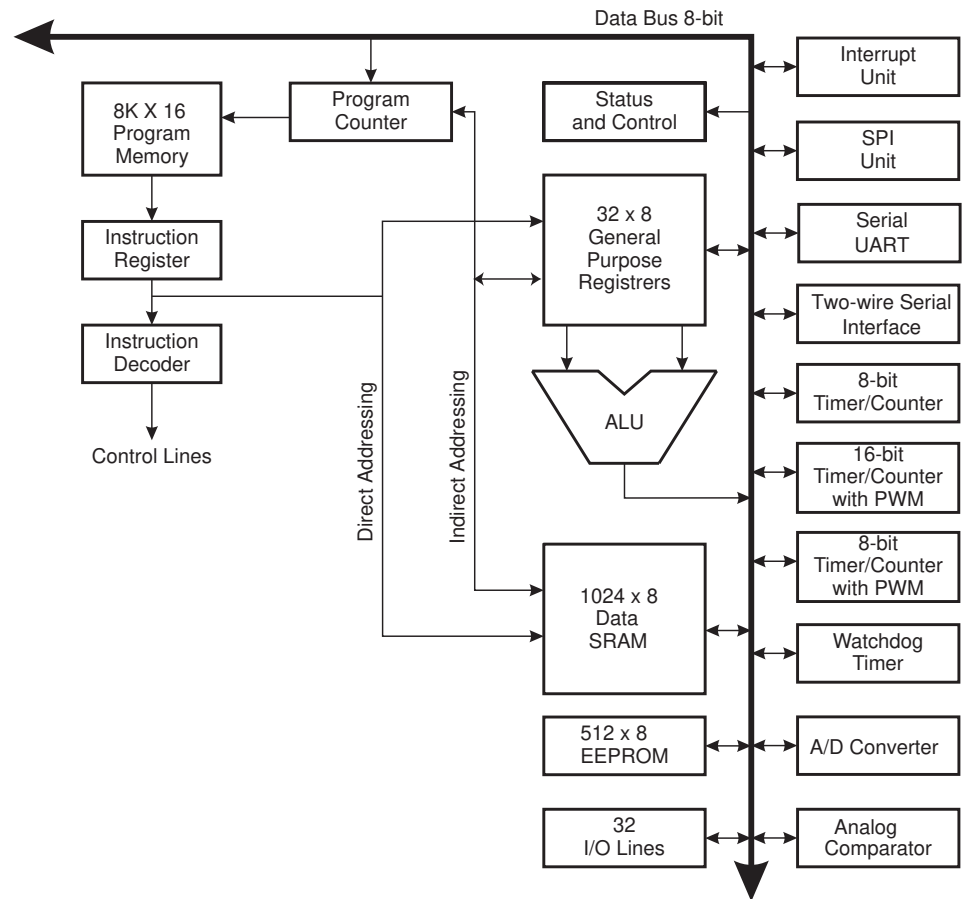 Data Bus 8-bit
8K X 16
Program
Memory
Program
Counter
Status
and Control
Interrupt
Unit
SPI
Unit
Instruction
Register
32 x 8
General
Purpose
Registrers
Serial
UART
Two-wire Serial
Interface
Instruction
Decoder
8-bit
Timer/Counter
Control Lines
Direct Addressing
Indirect Addressing
ALU
16-bit
Timer/Counter
with PWM
8-bit
Timer/Counter
with PWM
1024 x 8
Data
SRAM
Watchdog
Timer
512 x 8
EEPROM
A/D Converter
32
I/O Lines
Analog
Comparator